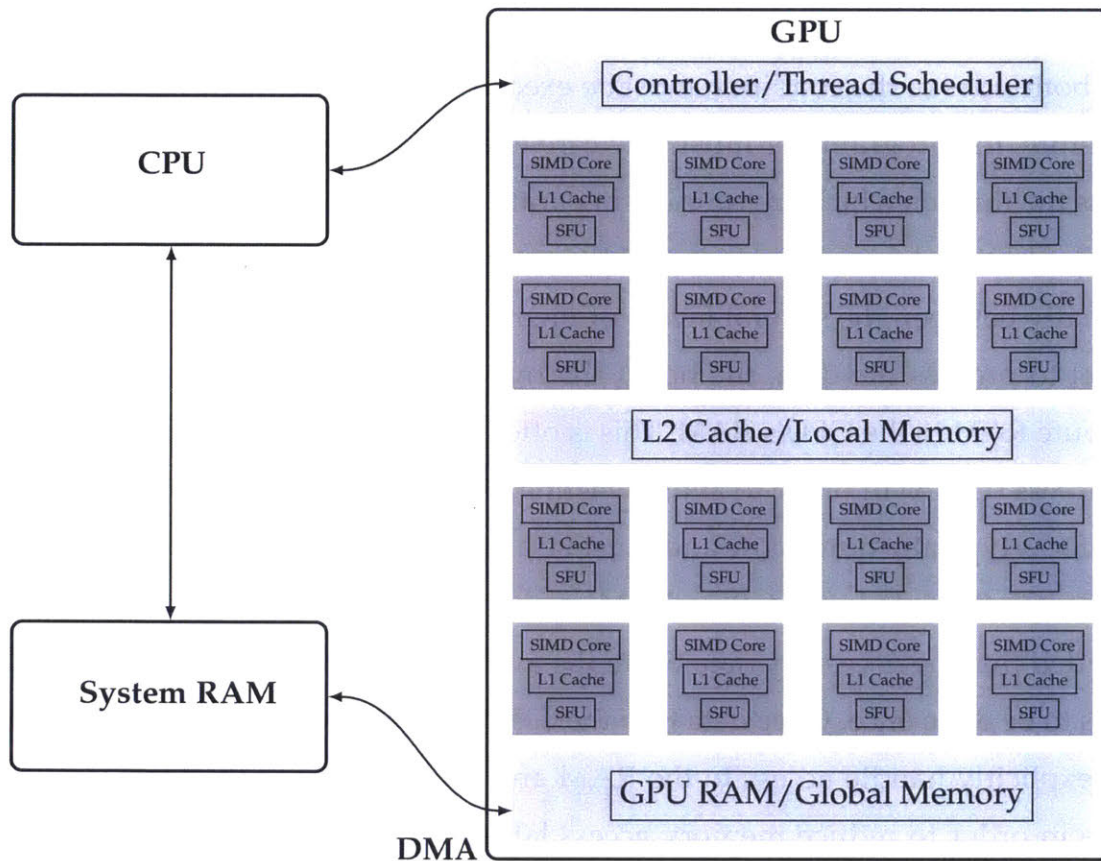 GPU
Controller/Thread Scheduler
CPU
SIMD Core SIMD Core SIMD Core SIMD Core
L1 Cache L1 Cache L1 Cache L1 Cache
SFU SFU SFU SFU
SIMD Core SIMD Core SIMD Core SIMD Core
L1 Cache L1 Cache L1 Cache L1 Cache
SFU SFU SFU SFU
L2 Cache/Local Memory
SIMD Core SIMD Core SIMD Core SIMD Core
L1 Cache L1 Cache L1 Cache L1 Cache
SFU SFU SFU SFU
SIMD Core SIMD Core SIMD Core SIMD Core
L1 Cache L1 Cache L1 Cache L1 Cache
SFU SFU SFU SFU
System RAM
GPU RAM/Global Memory
DMA